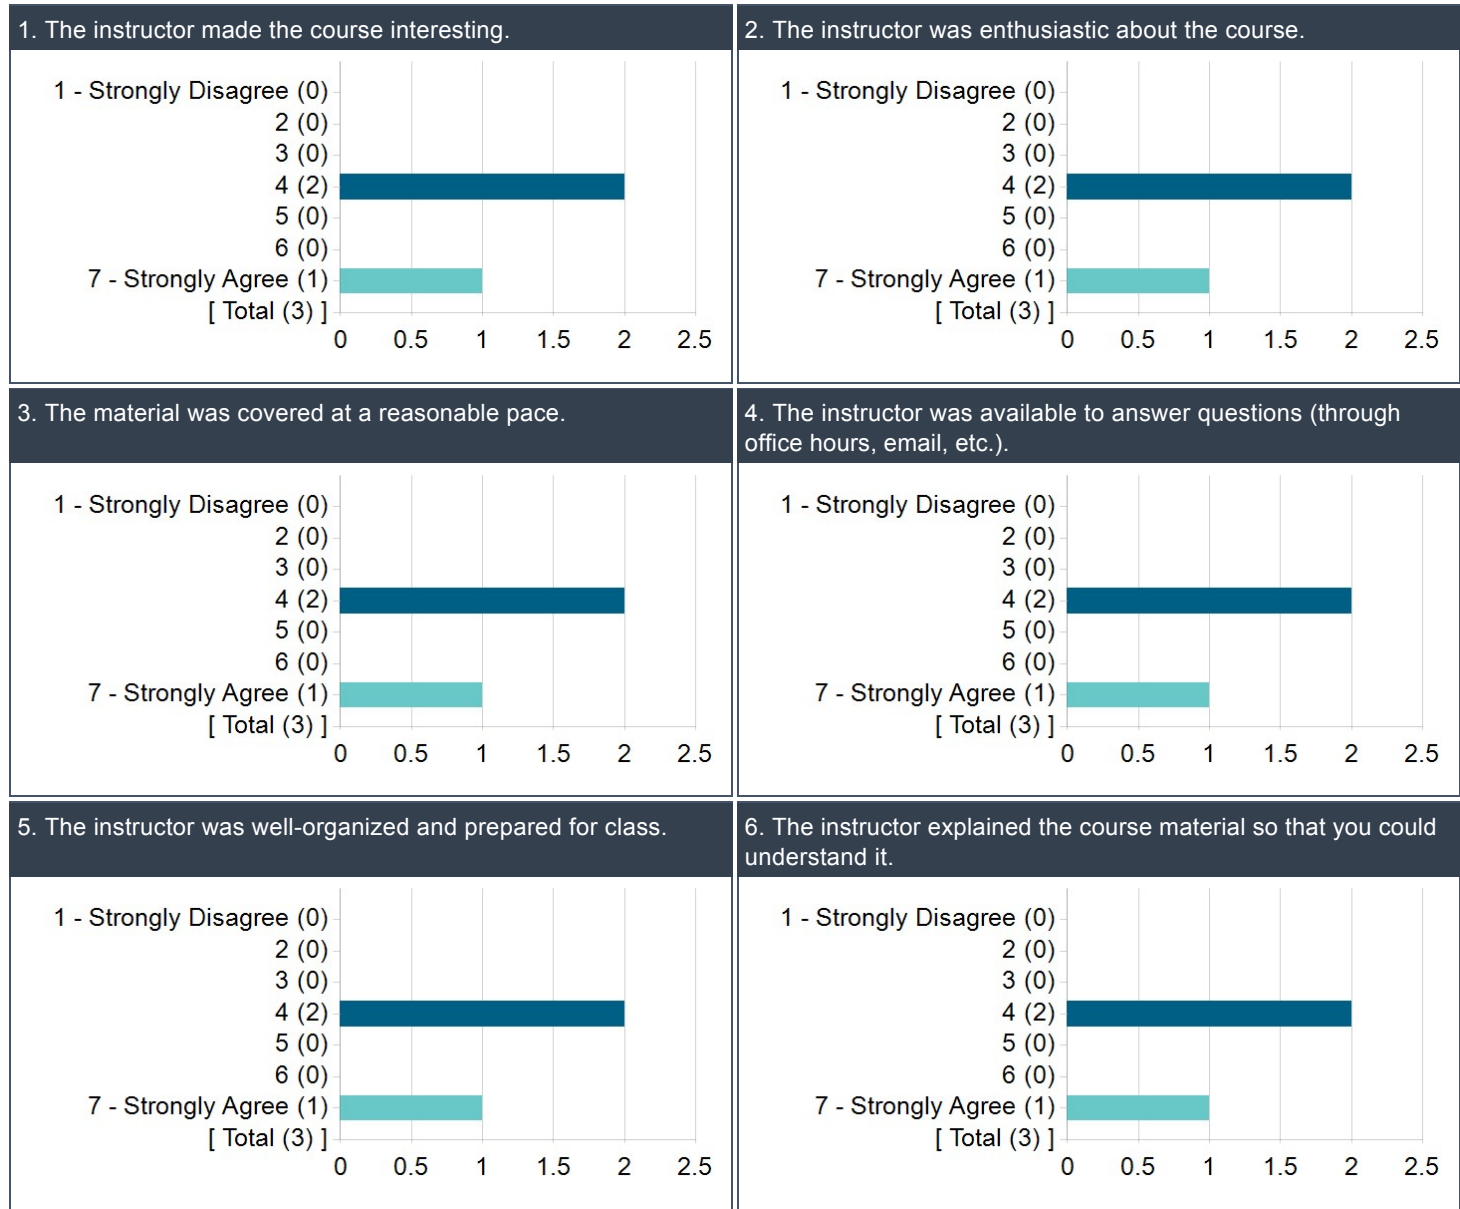 1. The instructor made the course interesting.
1 - Strongly Disagree (0)
2 (0)
3 (0)
4 (2)
5 (0)
6 (0)
7 - Strongly Agree (1)
[ Total (3) ]
0 0.5 1 1.5 2 2.5
2. The instructor was enthusiastic about the course.
1 - Strongly Disagree (0)
2 (0)
3 (0)
4 (2)
5 (0)
6 (0)
7 - Strongly Agree (1)
[ Total (3) ]
0 0.5 1 1.5 2 2.5
3. The material was covered at a reasonable pace.
1 - Strongly Disagree (0)
2 (0)
3 (0)
4 (2)
5 (0)
6 (0)
7 - Strongly Agree (1)
[ Total (3) ]
0 0.5 1 1.5 2 2.5
4. The instructor was available to answer questions (through
office hours, email, etc.).
1 - Strongly Disagree (0)
2 (0)
3 (0)
4 (2)
5 (0)
6 (0)
7 - Strongly Agree (1)
[ Total (3) ]
0 0.5 1 1.5 2 2.5
5. The instructor was well-organized and prepared for class.
1 - Strongly Disagree (0)
2 (0)
3 (0)
4 (2)
5 (0)
6 (0)
7 - Strongly Agree (1)
[ Total (3) ]
0 0.5 1 1.5 2 2.5
6. The instructor explained the course material so that you could
understand it.
1 - Strongly Disagree (0)
2 (0)
3 (0)
4 (2)
5 (0)
6 (0)
7 - Strongly Agree (1)
[ Total (3) ]
0 0.5 1 1.5 2 2.5